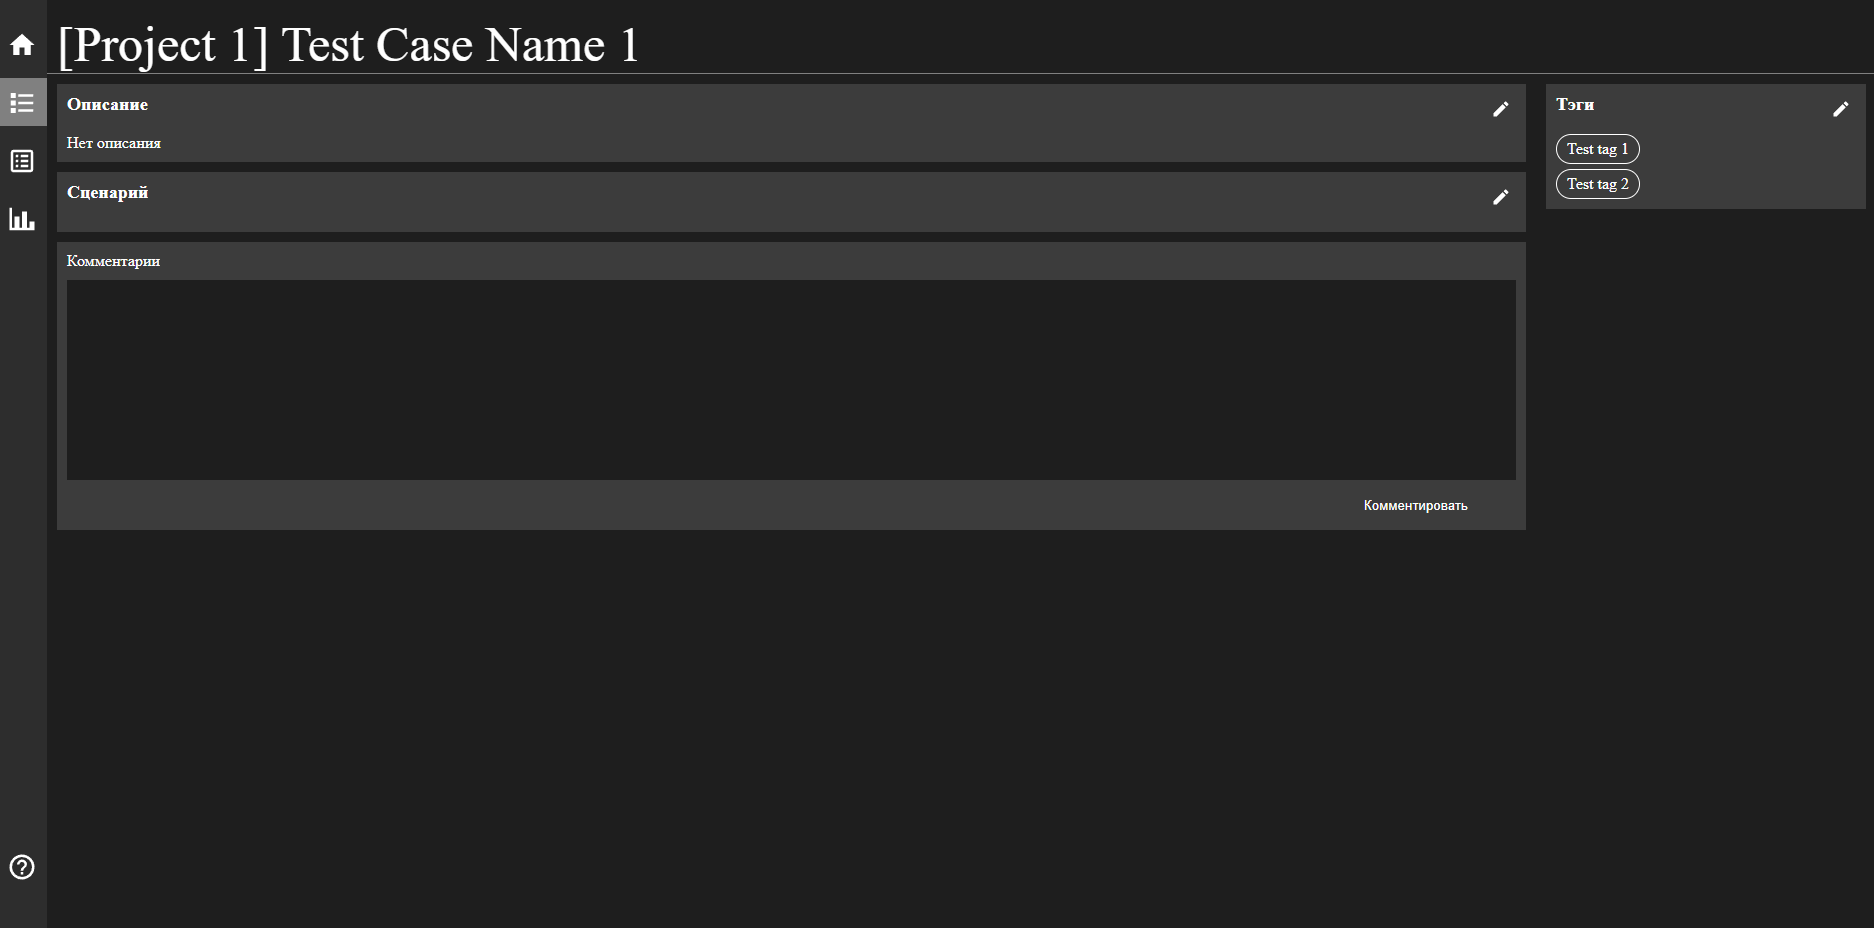 [Project 1] Test Case Name 1
Описание
Нет описания
Сценарий
Комментарии
Комментировать
Тэги
Test tag 1
Test tag 2